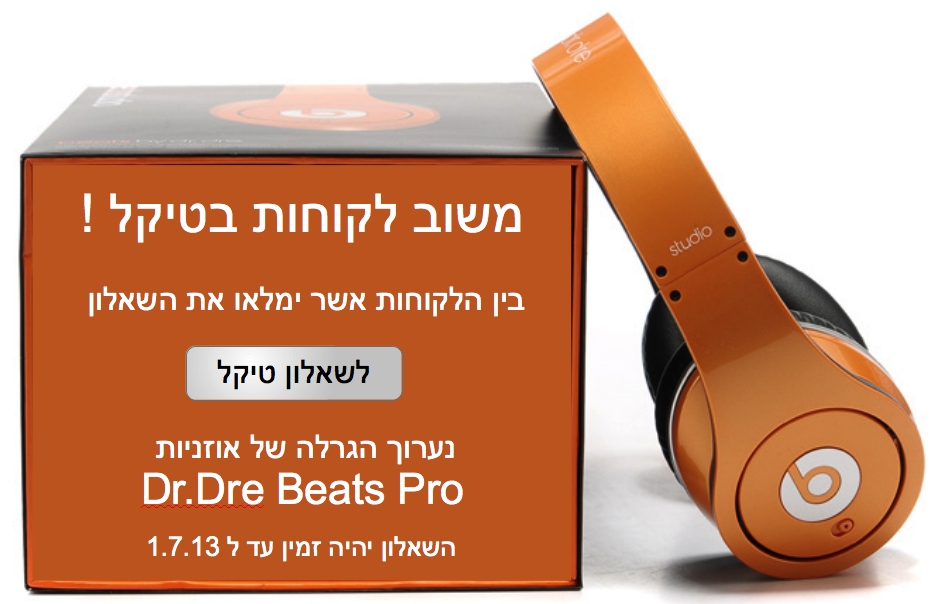 משוב לקוחות בטיקל !
בין הלקוחות אשר ימלאו את השאלון
לשאלון טיקל
נערוך הגרלה של אוזניות
Dr.Dre Beats Pro
השאלון יהיה זמין עד ל 1.7.13
studio
b